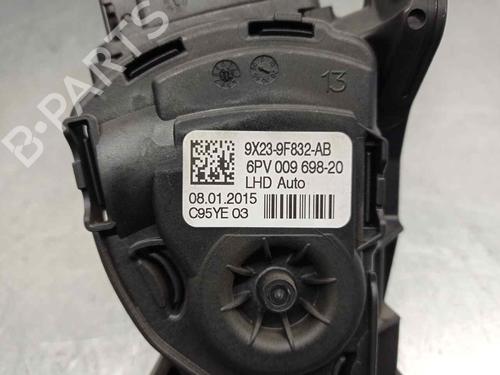 13
9X23-9F832-AB
6PV 009 698-20
LHD Auto
08.01.2015
C95YE 03
B-PARTS